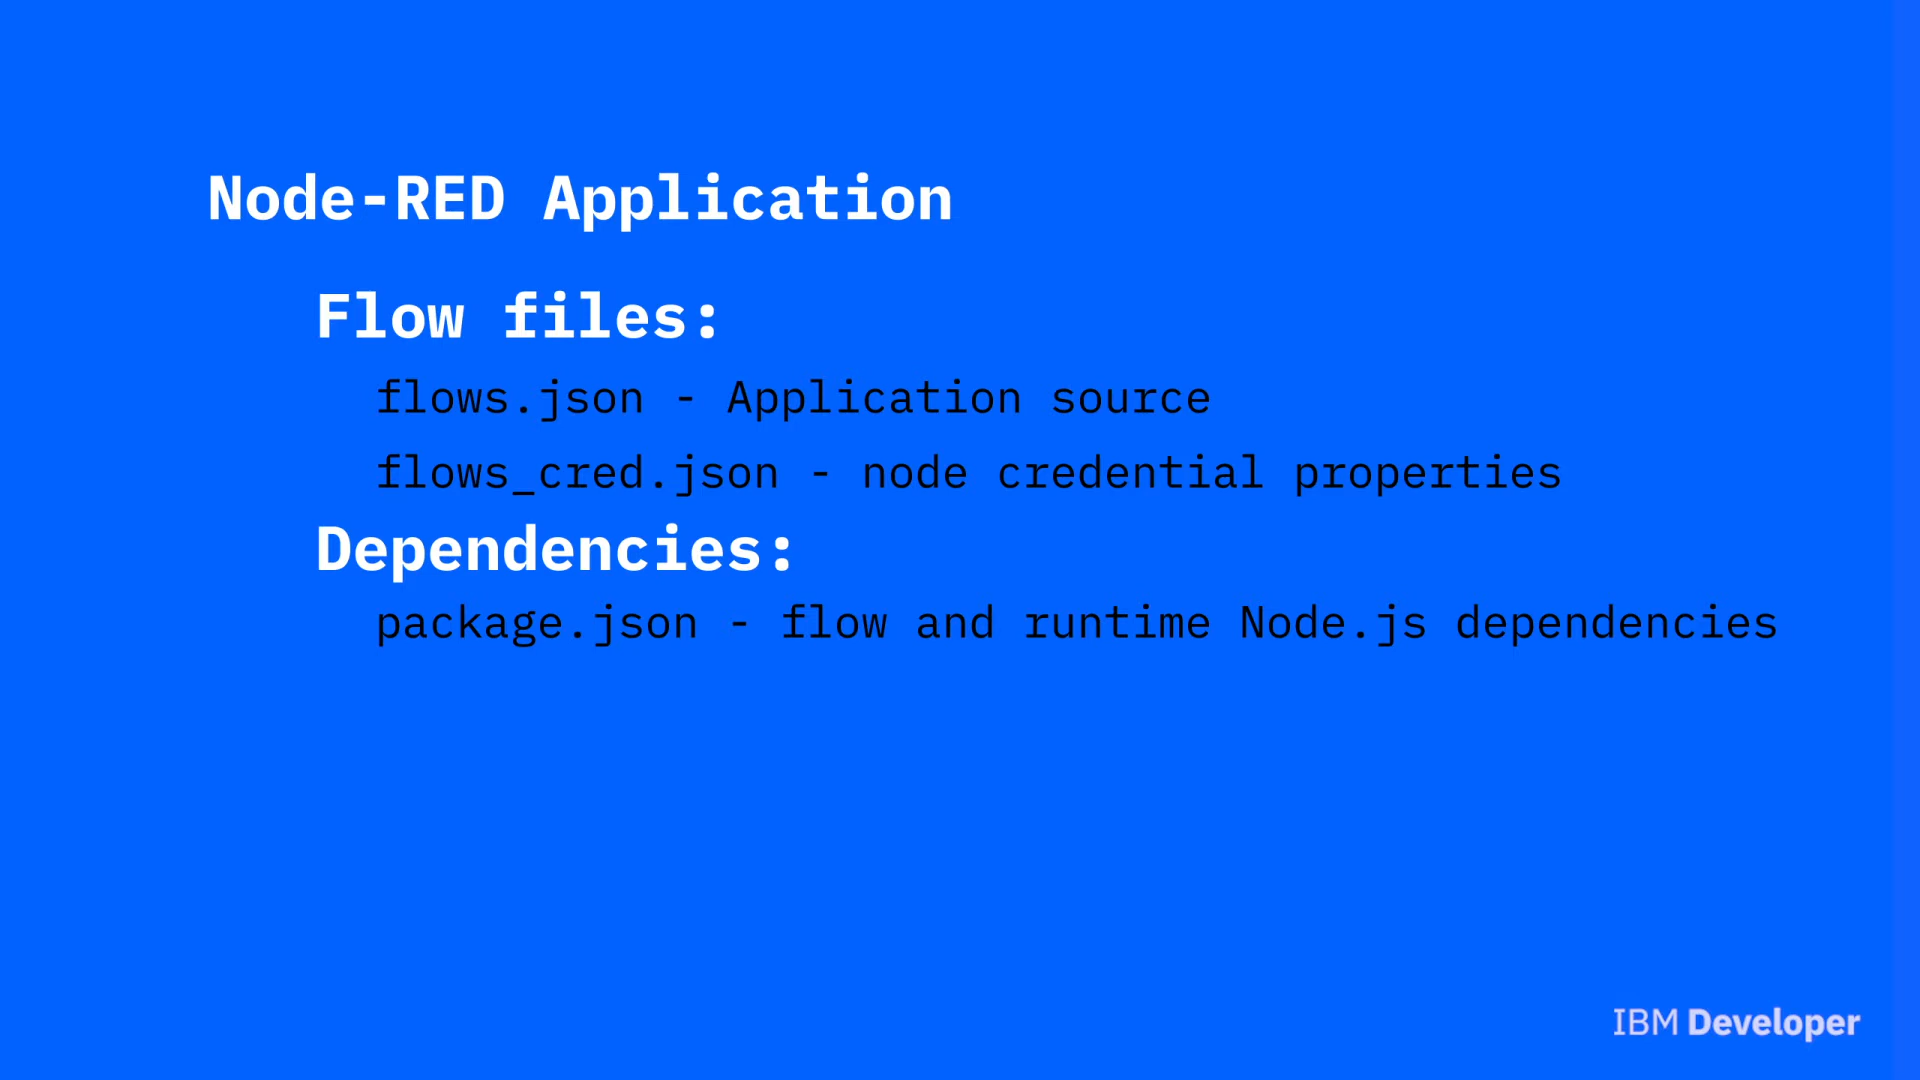 Node-RED Application
Flow files:
flows.json - Application source
flows_cred.json - node credential properties
Dependencies:
package.json - flow and runtime Node.js dependencies
IBM Developer